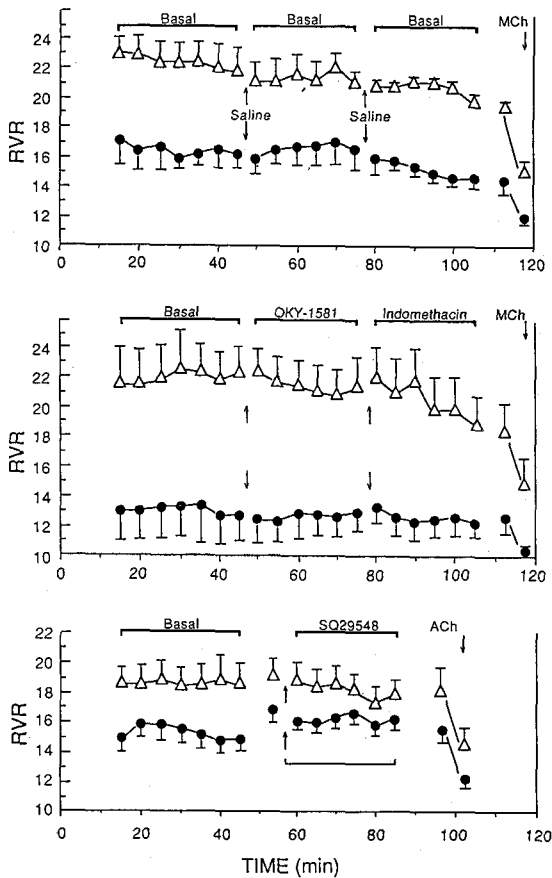 Basal Basal Basal MCh
24
22
20
18
16
14
12
10
RVR
Saline Saline
0 20 40 60 80 100 120
Basal OKY-1581 Indomethacin MCh
24
22
20
18
16
14
12
10
RVR
0 20 40 60 80 100 120
Basal SQ29548 ACh
22
20
18
16
14
12
10
RVR
0 20 40 60 80 100 120
TIME (min)